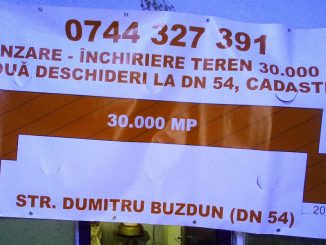 0744 327 391
NZARE - ÎNCHIRIERE TEREN 30.000
OUĂ DESCHIDERI LA DN 54, CADAST
30.000 MP
STR. DUMITRU BUZDUN (DN 54)
20